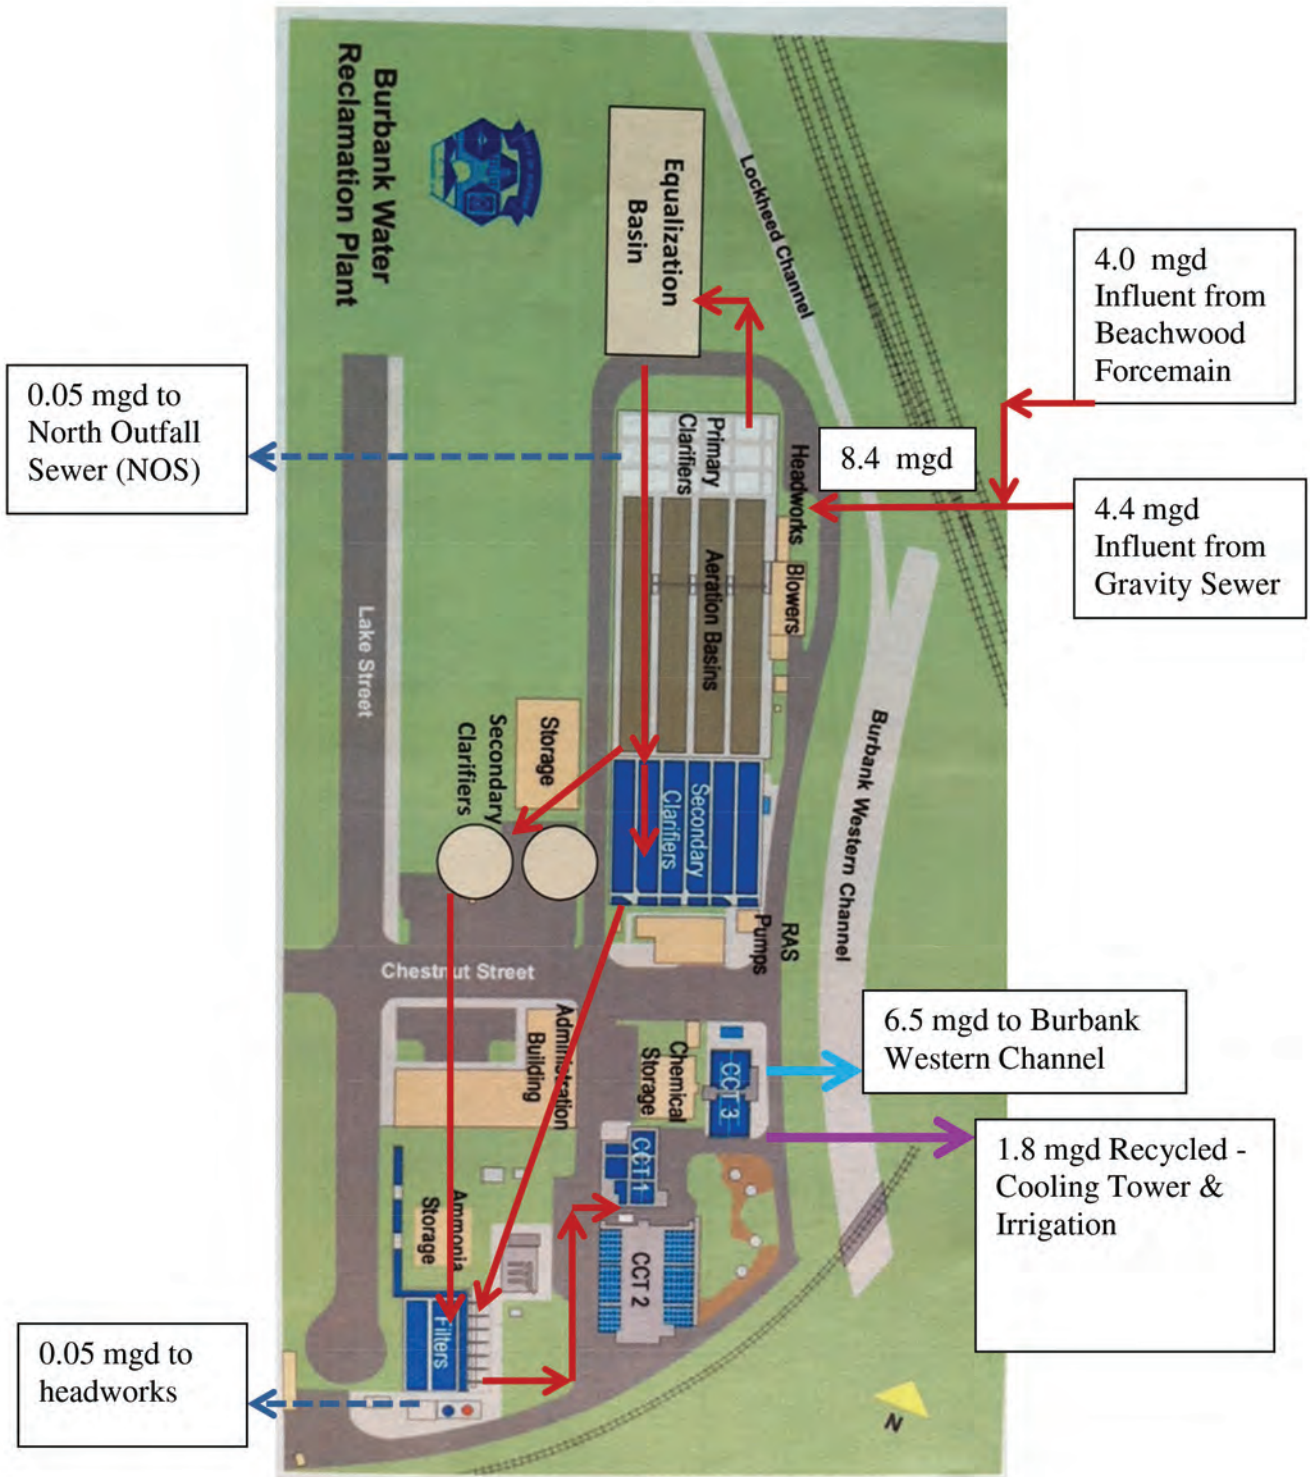 Burbank Water
Reclamation Plant
Equalization
Basin
Lockheed Channel
4.0 mgd
Influent from
Beachwood
Forcemain
0.05 mgd to
North Outfall
Sewer (NOS)
Primary
Clarifiers
Headworks
8.4 mgd
4.4 mgd
Influent from
Gravity Sewer
Blowers
Aeration Basins
Lake Street
Storage
Secondary
Clarifiers
Secondary
Clarifiers
Burbank Western Channel
RAS
Pumps
Chestnut Street
Administration
Building
Chemical
Storage
CCT 3
6.5 mgd to Burbank
Western Channel
1.8 mgd Recycled -
Cooling Tower &
Irrigation
CCT 1
CCT 2
Ammonia
Storage
Filters
0.05 mgd to
headworks
N